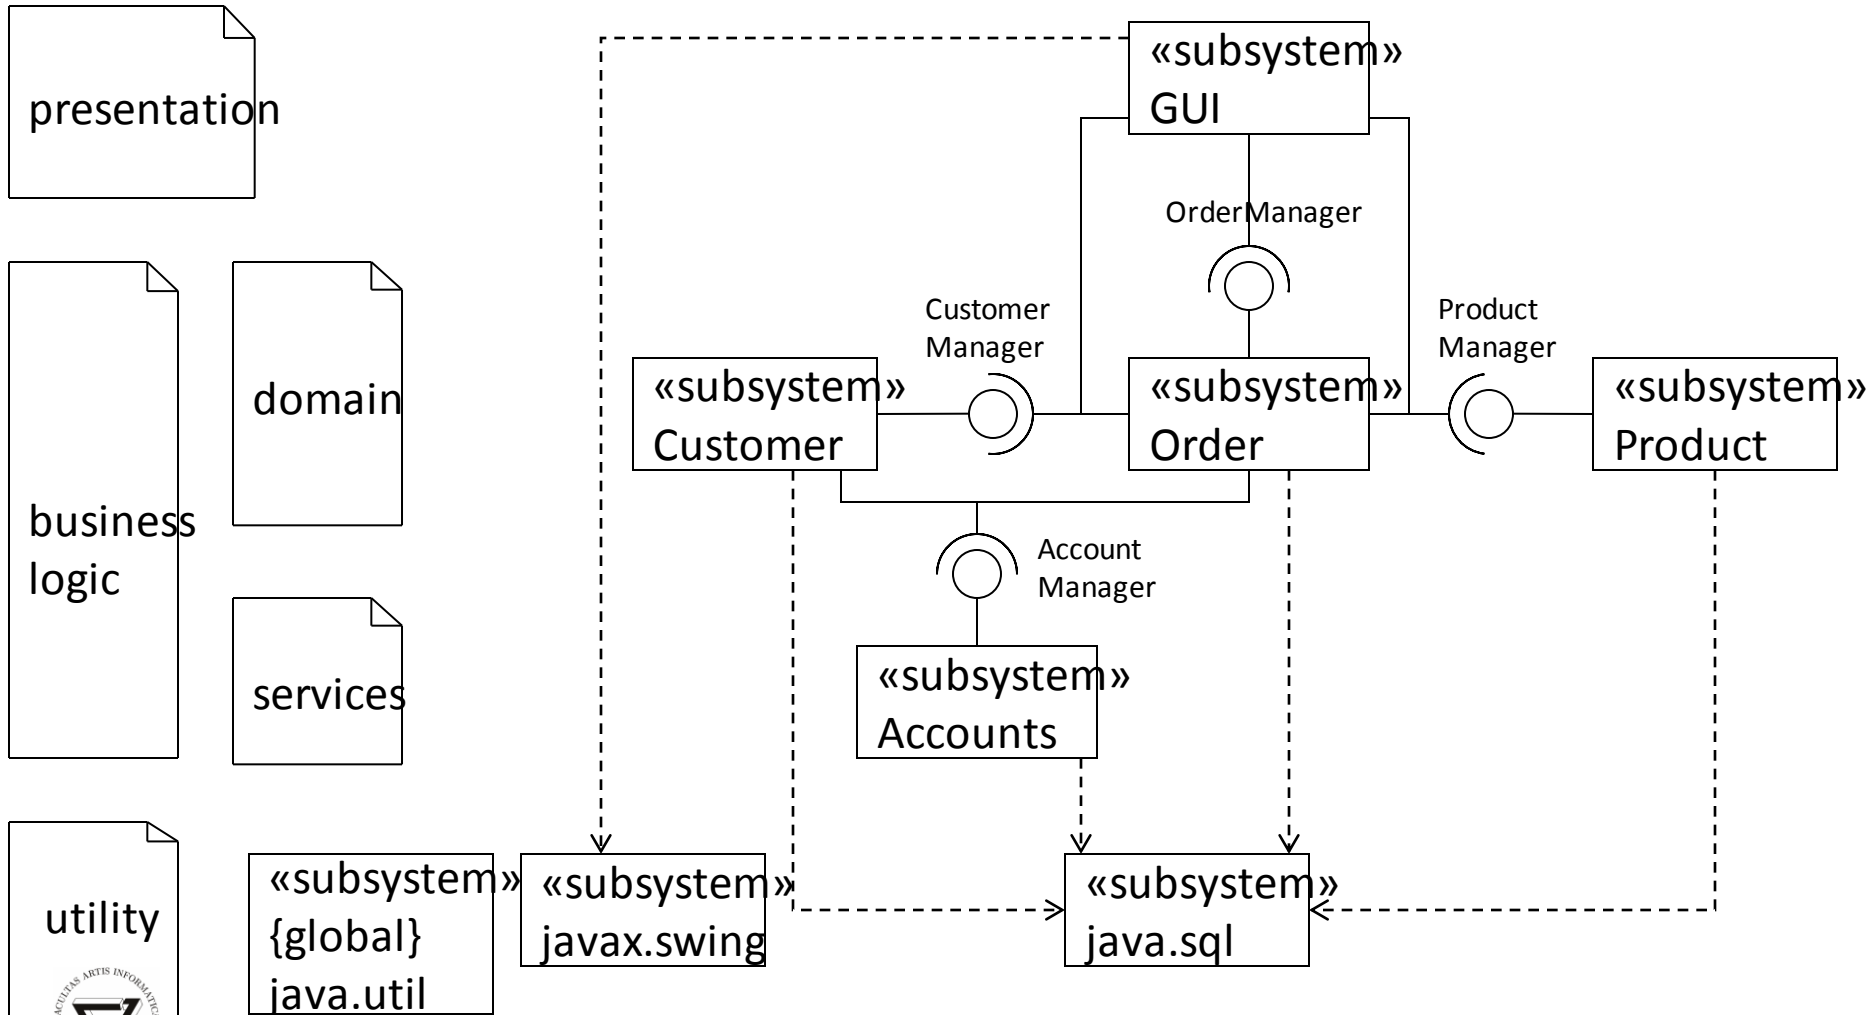 presentation
«subsystem»
GUI
OrderManager
Customer
Manager
Product
Manager
«subsystem»
Customer
«subsystem»
Order
«subsystem»
Product
domain
business
logic
Account
Manager
services
«subsystem»
Accounts
utility
«subsystem»
{global}
java.util
«subsystem»
javax.swing
«subsystem»
java.sql
ARTIS